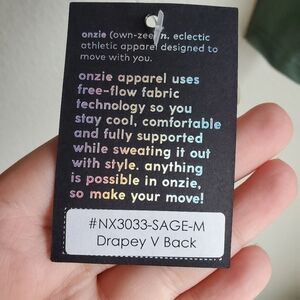 onzie (own-zee) n. eclectic
athletic apparel designed to
move with you.
onzie apparel uses
free-flow fabric
technology so you
stay cool, comfortable
and fully supported
while sweating it out
with style. anything
is possible in onzie,
so make your move!
#NX3033-SAGE-M
Drapey V Back